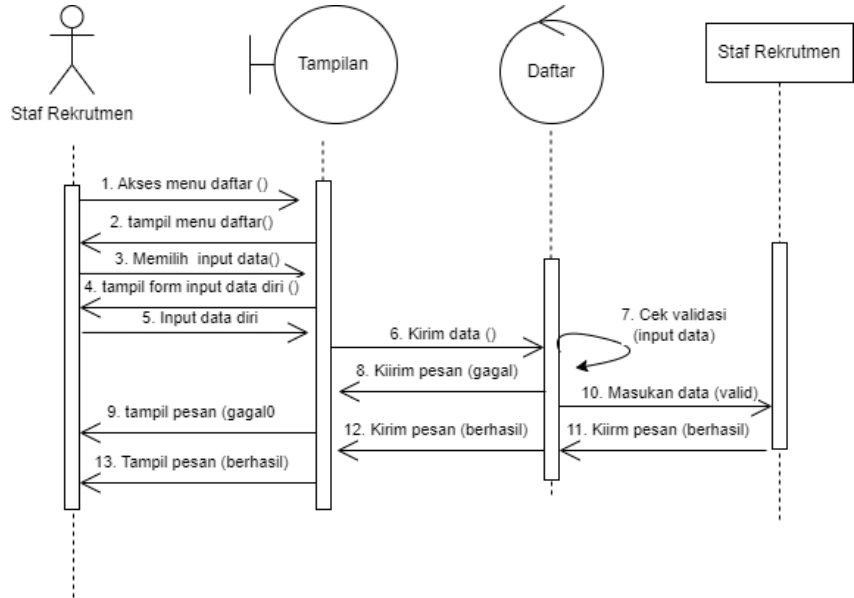 Staf Rekrutmen
Tampilan
Daftar
Staf Rekrutmen
1. Akses menu daftar ()
2. tampil menu daftar()
3. Memilih input data()
4. tampil form input data diri ()
5. Input data diri
6. Kirim data ()
7. Cek validasi
(input data)
8. Kiirim pesan (gagal)
9. tampil pesan (gagal0
10. Masukan data (valid)
11. Kiirm pesan (berhasil)
12. Kirim pesan (berhasil)
13. Tampil pesan (berhasil)